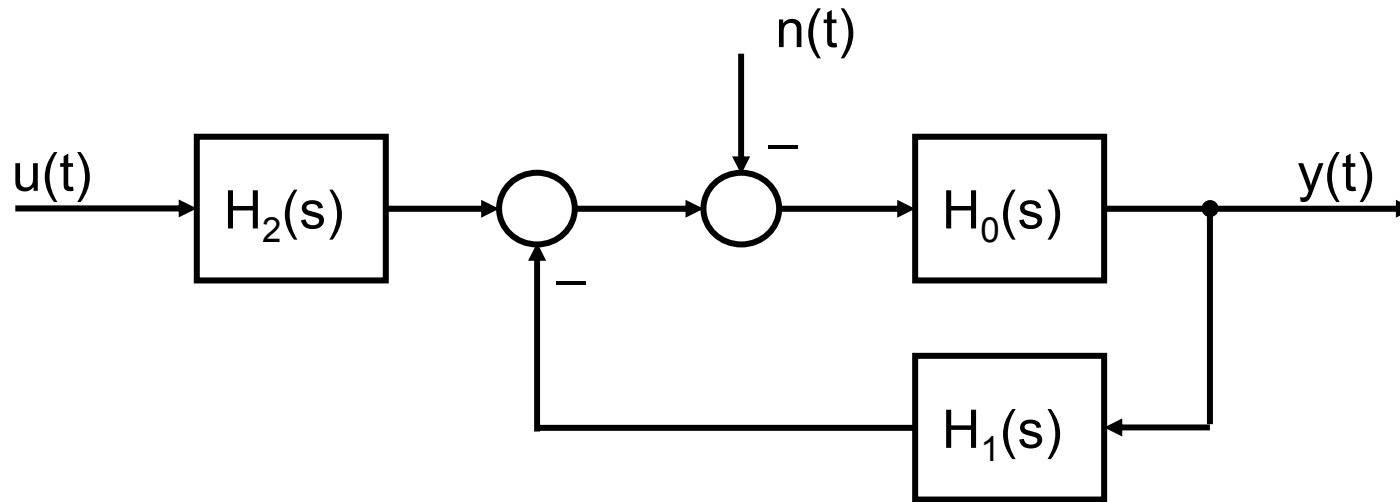 n(t)
u(t)
H₂(s)
–
H₀(s)
y(t)
–
H₁(s)